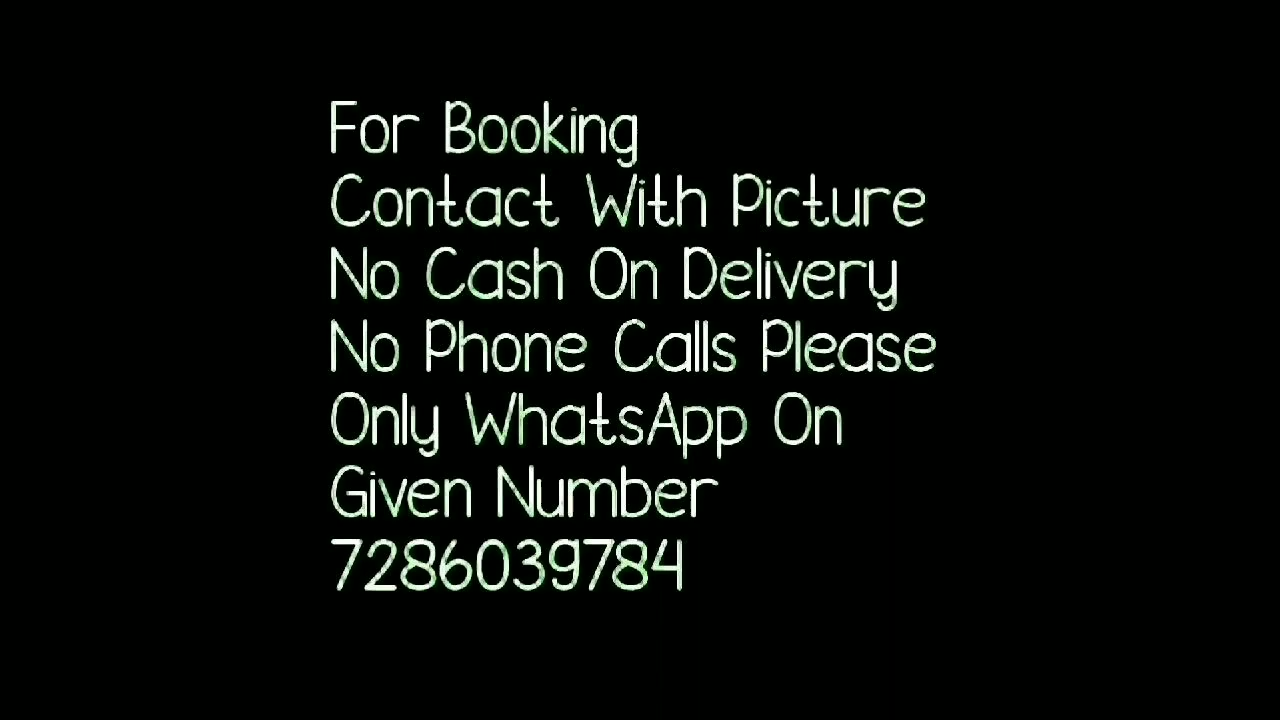 For Booking
Contact With Picture
No Cash On Delivery
No Phone Calls Please
Only WhatsApp On
Given Number
7286039784